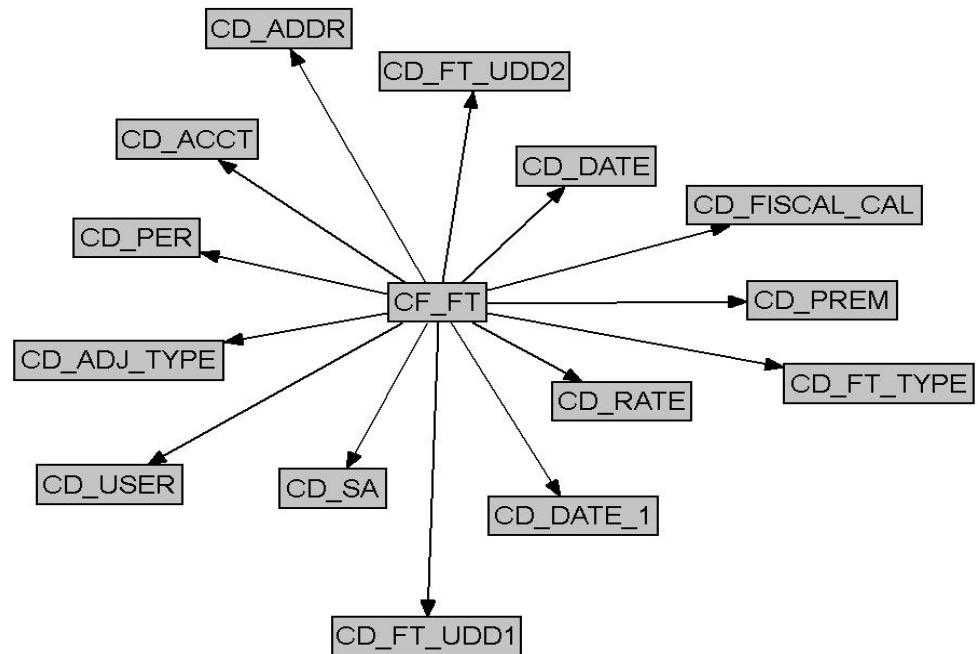 CD_ADDR
CD_FT_UDD2
CD_ACCT
CD_DATE
CD_FISCAL_CAL
CD_PER
CF_FT
CD_PREM
CD_ADJ_TYPE
CD_FT_TYPE
CD_RATE
CD_USER
CD_SA
CD_DATE_1
CD_FT_UDD1